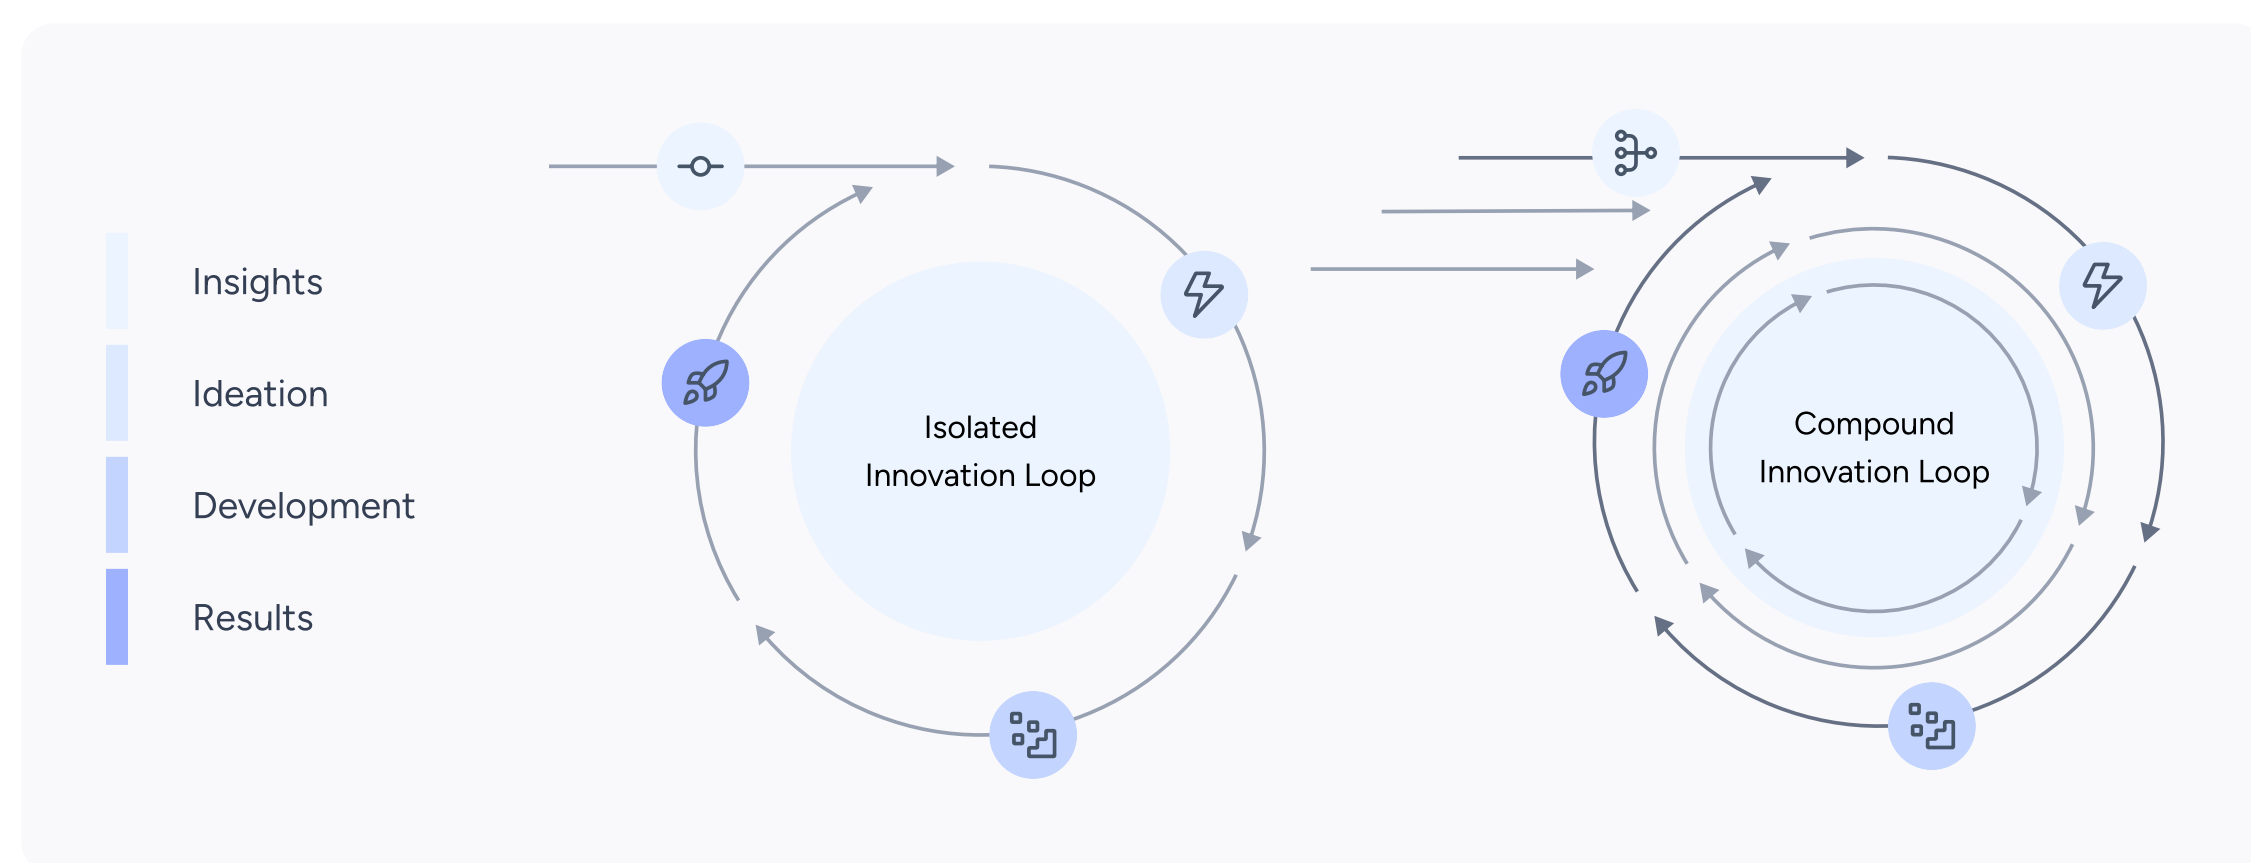 Insights
Ideation
Development
Results
Isolated
Innovation Loop
Compound
Innovation Loop